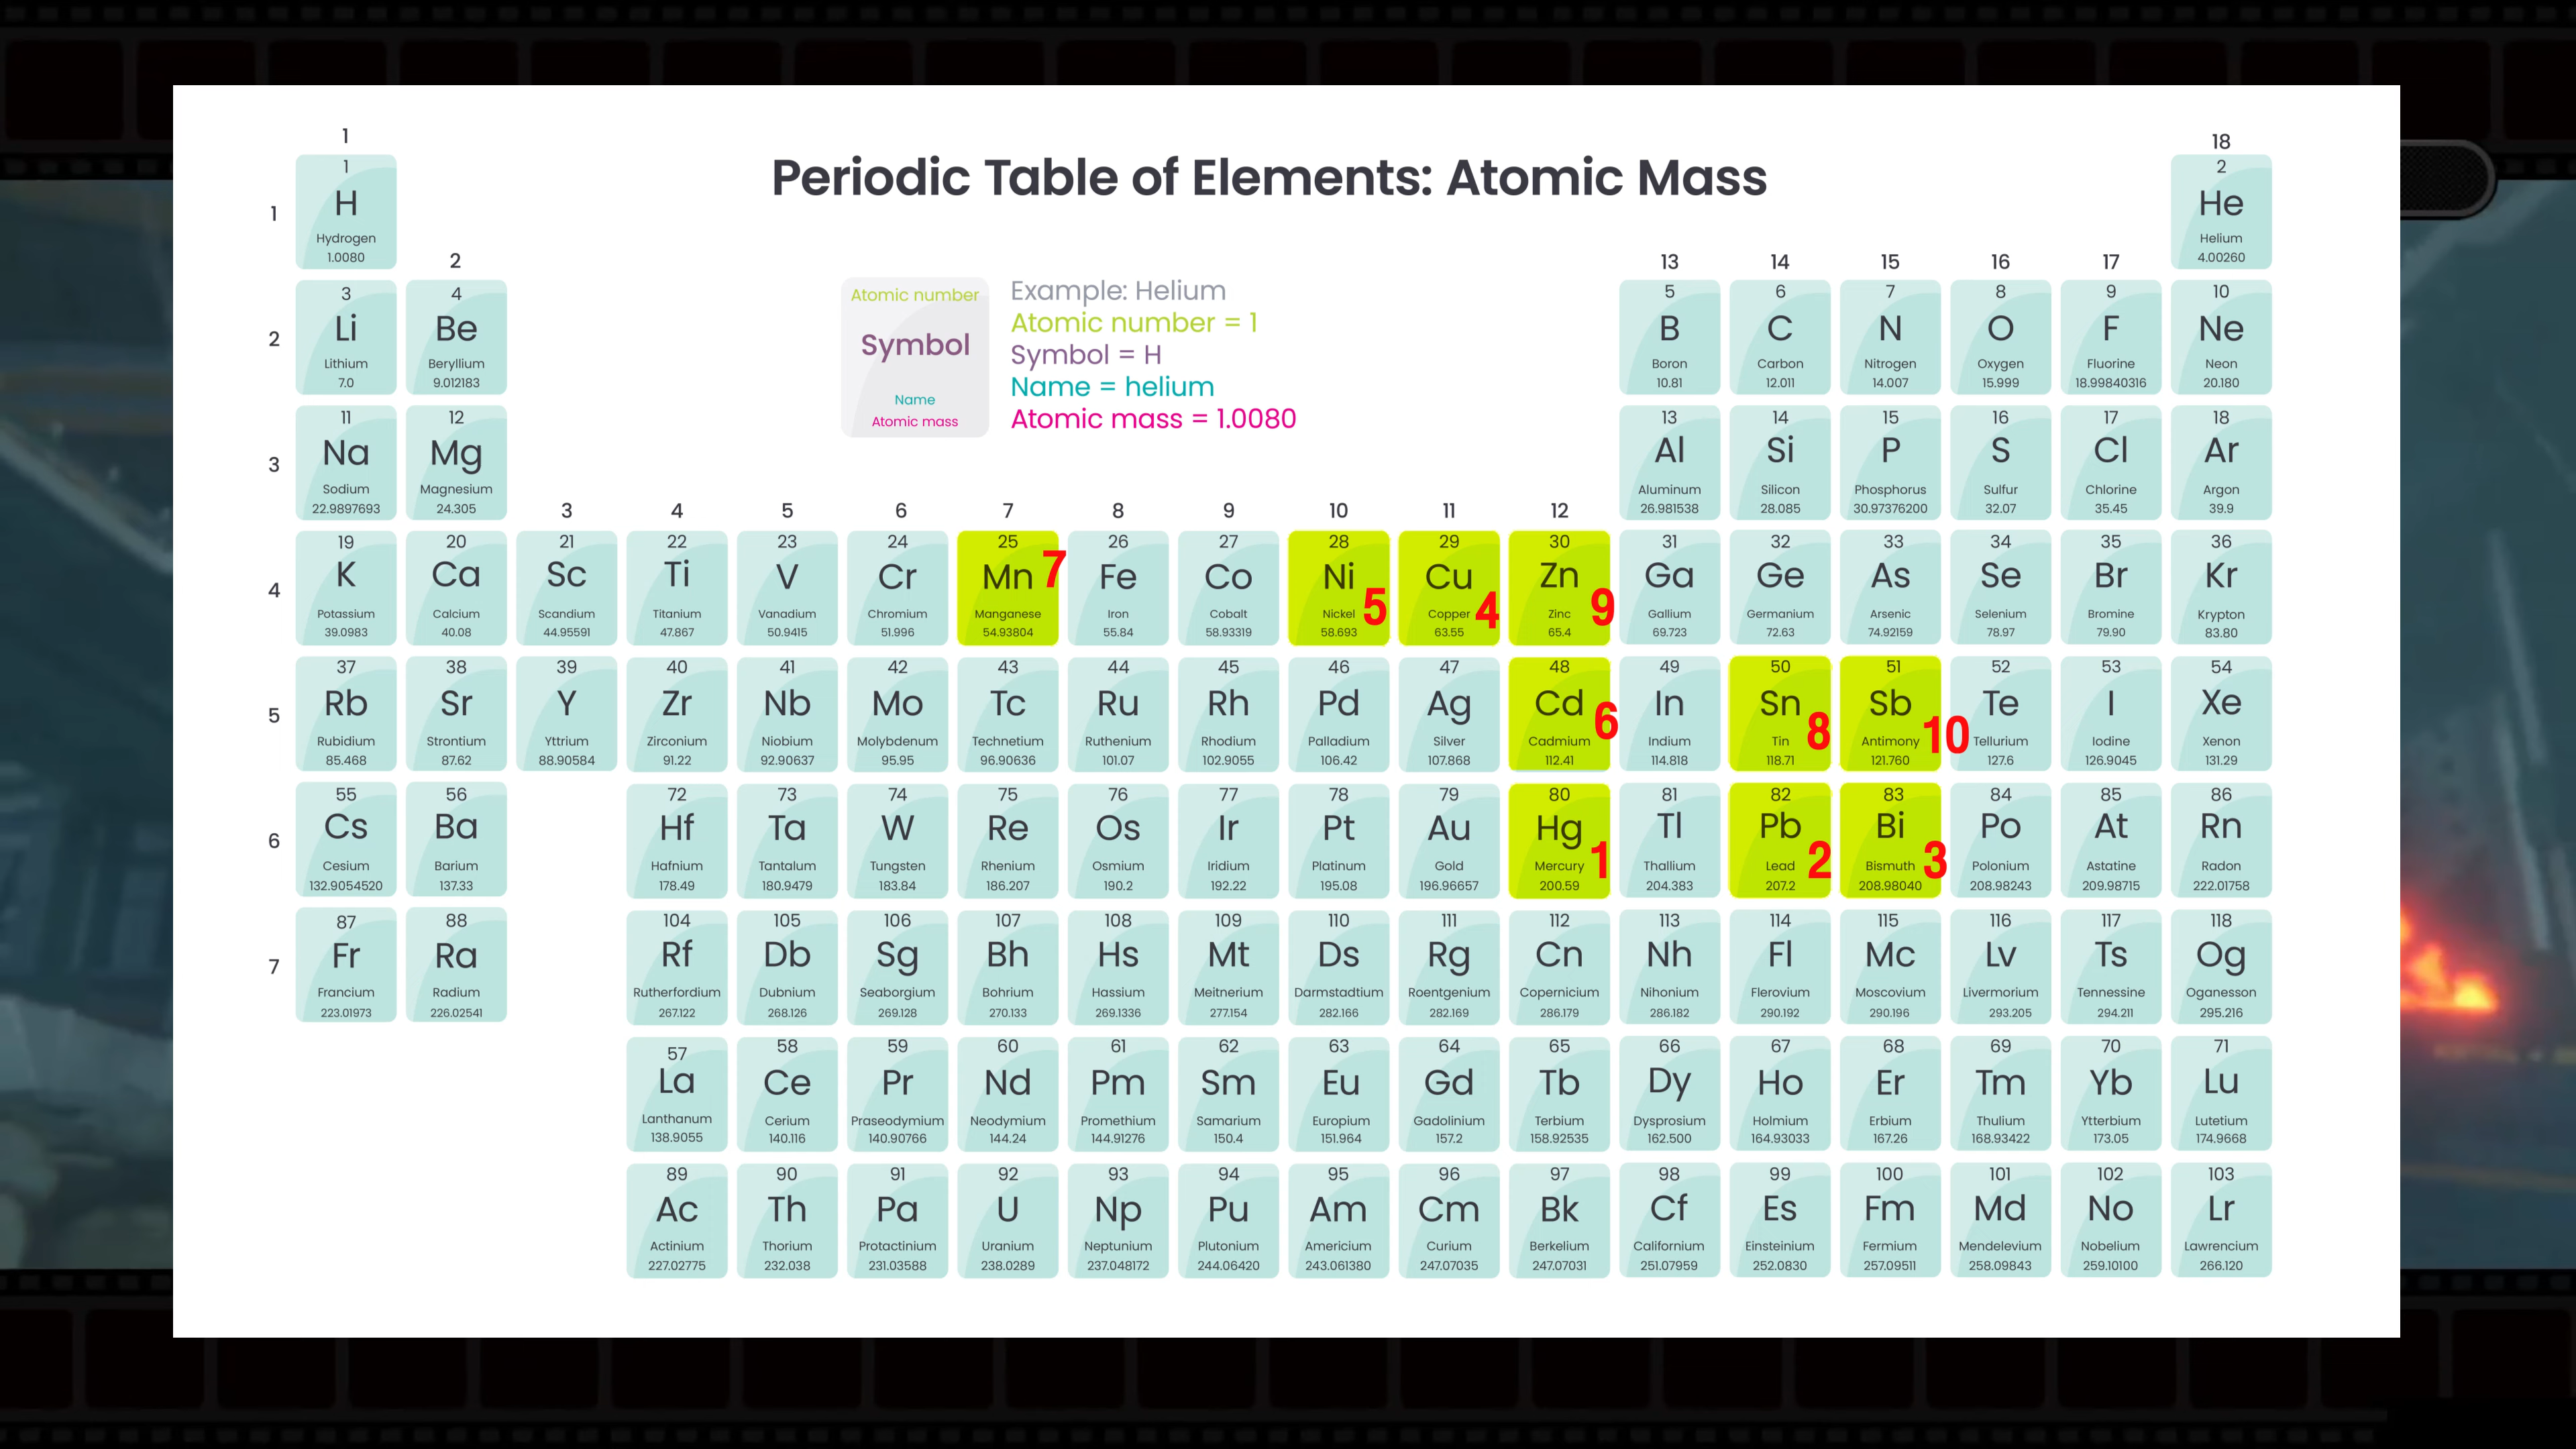 Periodic Table of Elements: Atomic Mass
1
18
1
H
Hydrogen
1.0080
1
2
He
Helium
4.00260
2
13
14
15
16
17
Atomic number
Symbol
Name
Atomic mass
Example: Helium
Atomic number = 1
Symbol = H
Name = helium
Atomic mass = 1.0080
2
3
Li
Lithium
7.0
4
Be
Beryllium
9.012183
5
B
Boron
10.81
6
C
Carbon
12.011
7
N
Nitrogen
14.007
8
O
Oxygen
15.999
9
F
Fluorine
18.99840316
10
Ne
Neon
20.180
3
11
Na
Sodium
22.9897693
12
Mg
Magnesium
24.305
13
Al
Aluminum
26.981538
14
Si
Silicon
28.085
15
P
Phosphorus
30.97376200
16
S
Sulfur
32.07
17
Cl
Chlorine
35.45
18
Ar
Argon
39.9
3
4
5
6
7
8
9
10
11
12
4
19
K
Potassium
39.0983
20
Ca
Calcium
40.08
21
Sc
Scandium
44.95591
22
Ti
Titanium
47.867
23
V
Vanadium
50.9415
24
Cr
Chromium
51.996
25
Mn 7
Manganese
54.93804
26
Fe
Iron
55.84
27
Co
Cobalt
58.93319
28
Ni
Nickel 5
58.693
29
Cu
Copper 4
63.55
30
Zn
Zinc 9
65.4
31
Ga
Gallium
69.723
32
Ge
Germanium
72.63
33
As
Arsenic
74.92159
34
Se
Selenium
78.97
35
Br
Bromine
79.90
36
Kr
Krypton
83.80
5
37
Rb
Rubidium
85.468
38
Sr
Strontium
87.62
39
Y
Yttrium
88.90584
40
Zr
Zirconium
91.22
41
Nb
Niobium
92.90637
42
Mo
Molybdenum
95.95
43
Tc
Technetium
96.90636
44
Ru
Ruthenium
101.07
45
Rh
Rhodium
102.9055
46
Pd
Palladium
106.42
47
Ag
Silver
107.868
48
Cd 6
Cadmium
112.41
49
In
Indium
114.818
50
Sn
Tin 8
118.71
51
Sb
Antimony 10
121.760
52
Te
Tellurium
127.6
53
I
Iodine
126.9045
54
Xe
Xenon
131.29
6
55
Cs
Cesium
132.9054520
56
Ba
Barium
137.33
72
Hf
Hafnium
178.49
73
Ta
Tantalum
180.9479
74
W
Tungsten
183.84
75
Re
Rhenium
186.207
76
Os
Osmium
190.2
77
Ir
Iridium
192.22
78
Pt
Platinum
195.08
79
Au
Gold
196.96657
80
Hg
Mercury 1
200.59
81
Tl
Thallium
204.383
82
Pb
Lead 2
207.2
83
Bi
Bismuth 3
208.98040
84
Po
Polonium
208.98243
85
At
Astatine
209.98715
86
Rn
Radon
222.01758
7
87
Fr
Francium
223.01973
88
Ra
Radium
226.02541
104
Rf
Rutherfordium
267.122
105
Db
Dubnium
268.126
106
Sg
Seaborgium
269.128
107
Bh
Bohrium
270.133
108
Hs
Hassium
269.1336
109
Mt
Meitnerium
277.154
110
Ds
Darmstadtium
282.166
111
Rg
Roentgenium
282.169
112
Cn
Copernicium
286.179
113
Nh
Nihonium
286.182
114
Fl
Flerovium
290.192
115
Mc
Moscovium
290.196
116
Lv
Livermorium
293.205
117
Ts
Tennessine
294.211
118
Og
Oganesson
295.216
57
La
Lanthanum
138.9055
58
Ce
Cerium
140.116
59
Pr
Praseodymium
140.90766
60
Nd
Neodymium
144.24
61
Pm
Promethium
144.91276
62
Sm
Samarium
150.4
63
Eu
Europium
151.964
64
Gd
Gadolinium
157.2
65
Tb
Terbium
158.92535
66
Dy
Dysprosium
162.500
67
Ho
Holmium
164.93033
68
Er
Erbium
167.26
69
Tm
Thulium
168.93422
70
Yb
Ytterbium
173.05
71
Lu
Lutetium
174.9668
89
Ac
Actinium
227.02775
90
Th
Thorium
232.038
91
Pa
Protactinium
231.03588
92
U
Uranium
238.0289
93
Np
Neptunium
237.048172
94
Pu
Plutonium
244.06420
95
Am
Americium
243.061380
96
Cm
Curium
247.07035
97
Bk
Berkelium
247.07031
98
Cf
Californium
251.07959
99
Es
Einsteinium
252.0830
100
Fm
Fermium
257.09511
101
Md
Mendelevium
258.09843
102
No
Nobelium
259.10100
103
Lr
Lawrencium
266.120